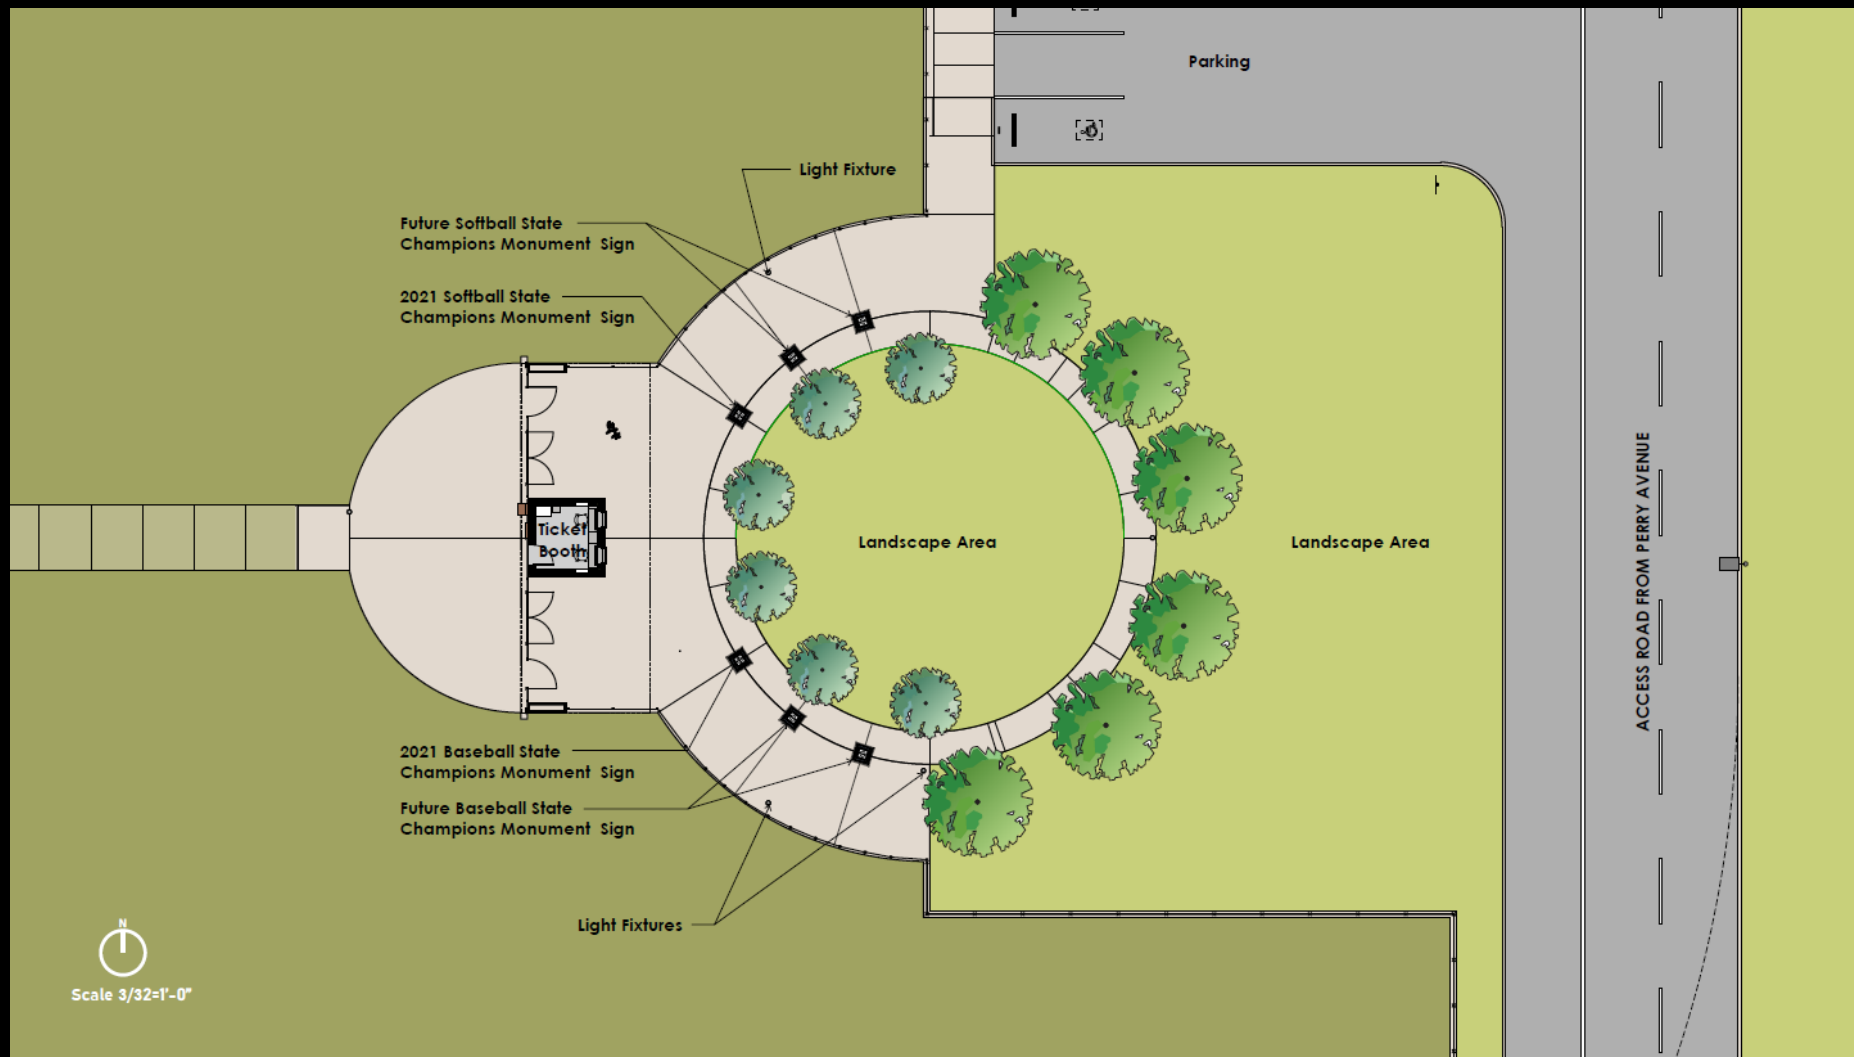 Parking
Light Fixture
Future Softball State
Champions Monument Sign
2021 Softball State
Champions Monument Sign
Ticket
Booth
Landscape Area
Landscape Area
ACCESS ROAD FROM PERRY AVENUE
2021 Baseball State
Champions Monument Sign
Future Baseball State
Champions Monument Sign
Light Fixtures
N
Scale 3/32=1'-0"